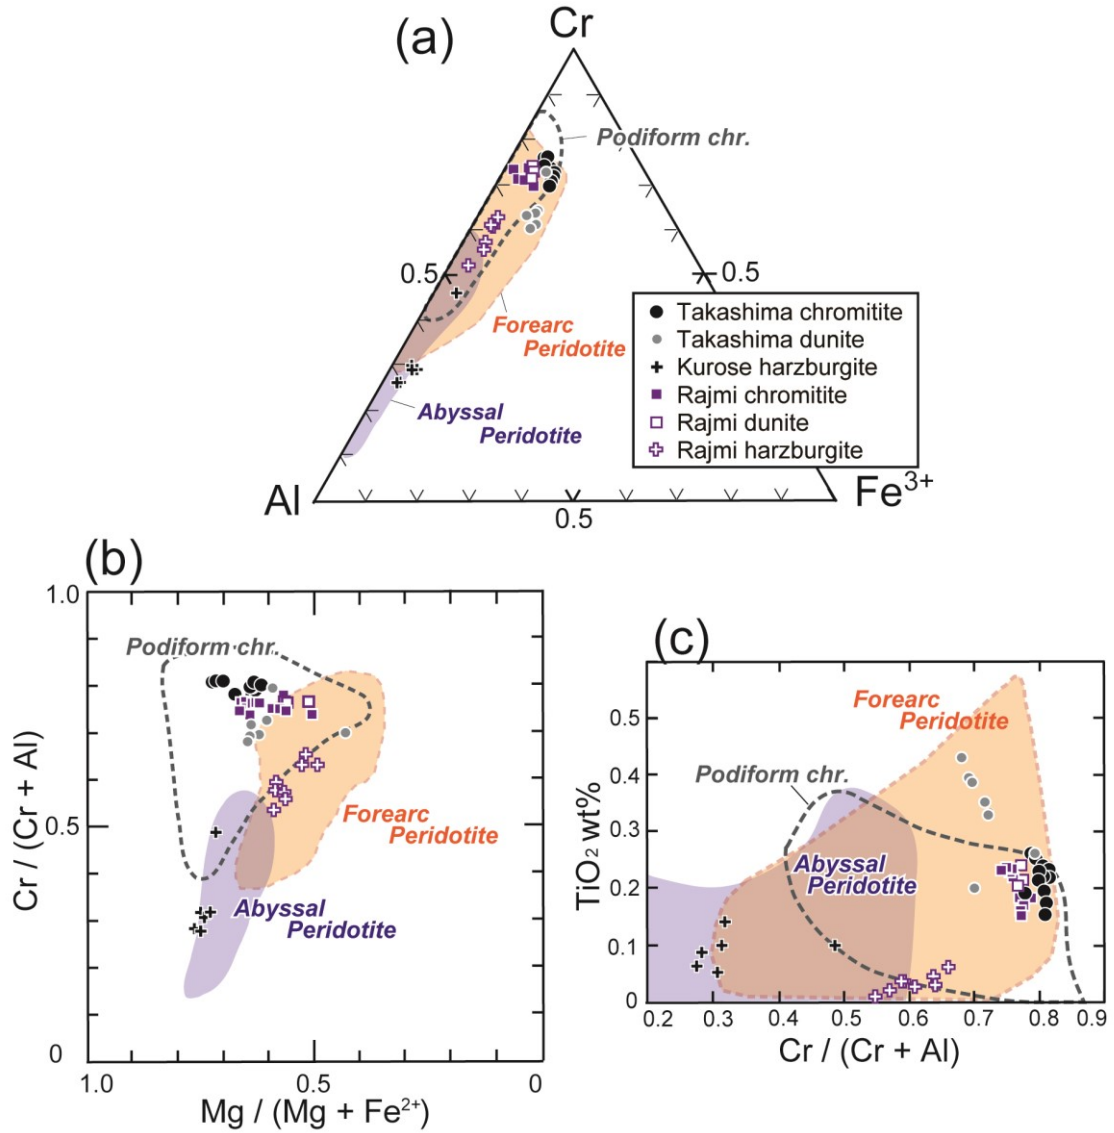 (a)
Cr
Podiform chr.
0.5
0.5
Forearc
Peridotite
Takashima chromitite
Takashima dunite
Kurose harzburgite
Rajmi chromitite
Rajmi dunite
Rajmi harzburgite
Abyssal
Peridotite
Al
0.5
Fe3+
(b)
1.0
Podiform chr.
Cr / (Cr + Al)
0.5
Forearc
Peridotite
Abyssal
Peridotite
0
1.0
0.5
0
Mg / (Mg + Fe2+)
(c)
Forearc
Peridotite
0.5
Podiform chr.
0.4
0.3
TiO2 wt%
Abyssal
Peridotite
0.2
0.1
0
0.2
0.3
0.4
0.5
0.6
0.7
0.8
0.9
Cr / (Cr + Al)